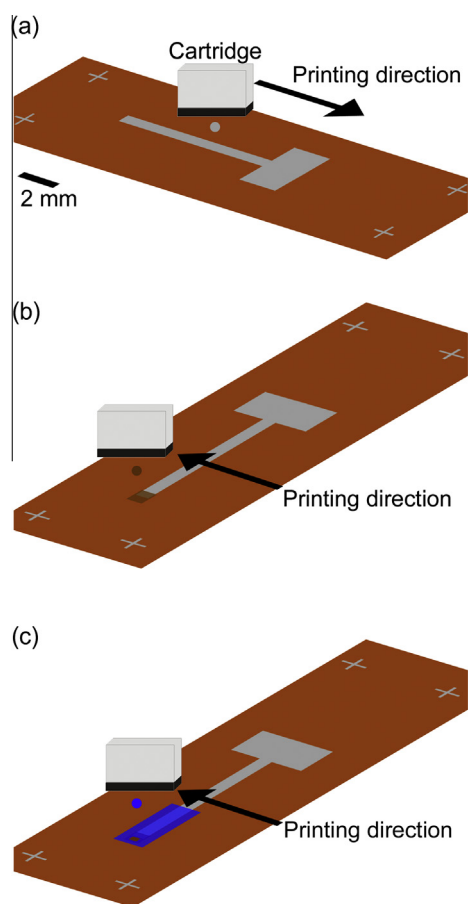 (a)
Cartridge
Printing direction
2 mm
(b)
Printing direction
(c)
Printing direction